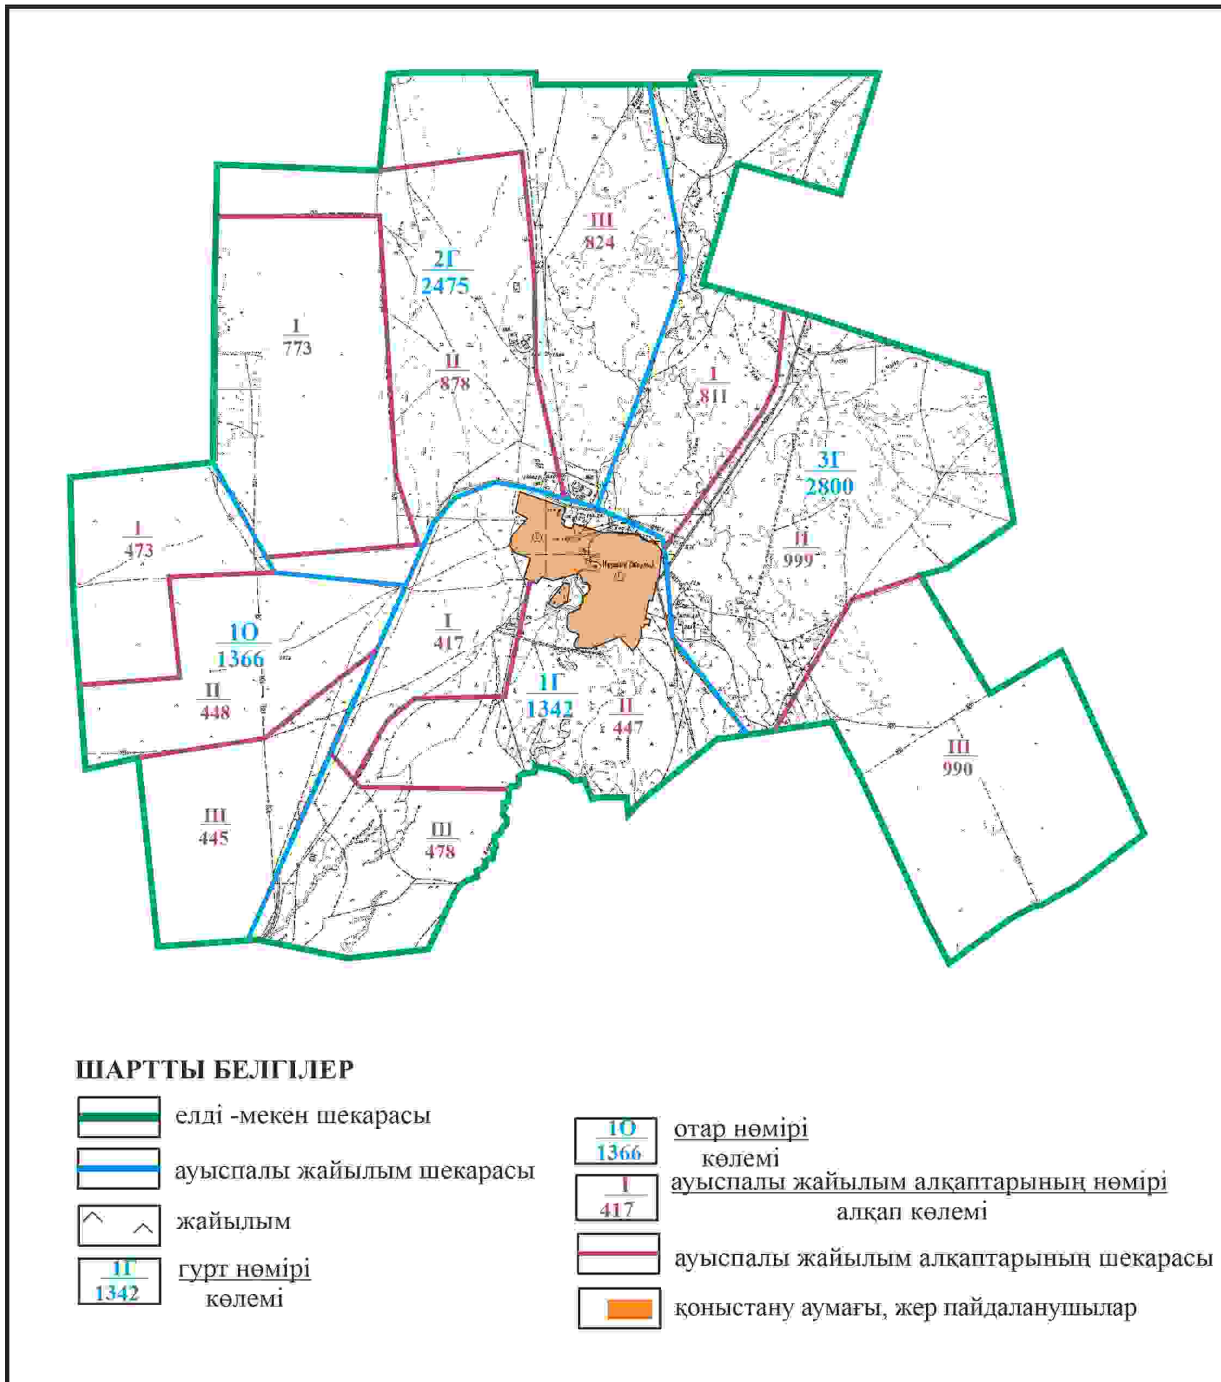 III
824
2Г
2475
I
773
II
878
I
811
3Г
2800
I
473
II
999
1О
1366
I
417
II
448
1Г
1342
II
447
III
990
III
445
III
478
ШАРТТЫ БЕЛГІЛЕР
елді -мекен шекарасы
ауыспалы жайылым шекарасы
жайылым
1Г
1342
гурт нөмірі
көлемі
1О
1366
отар нөмірі
көлемі
I
417
ауыспалы жайылым алқаптарының нөмірі
алқап көлемі
ауыспалы жайылым алқаптарының шекарасы
қоныстану аумағы, жер пайдаланушылар